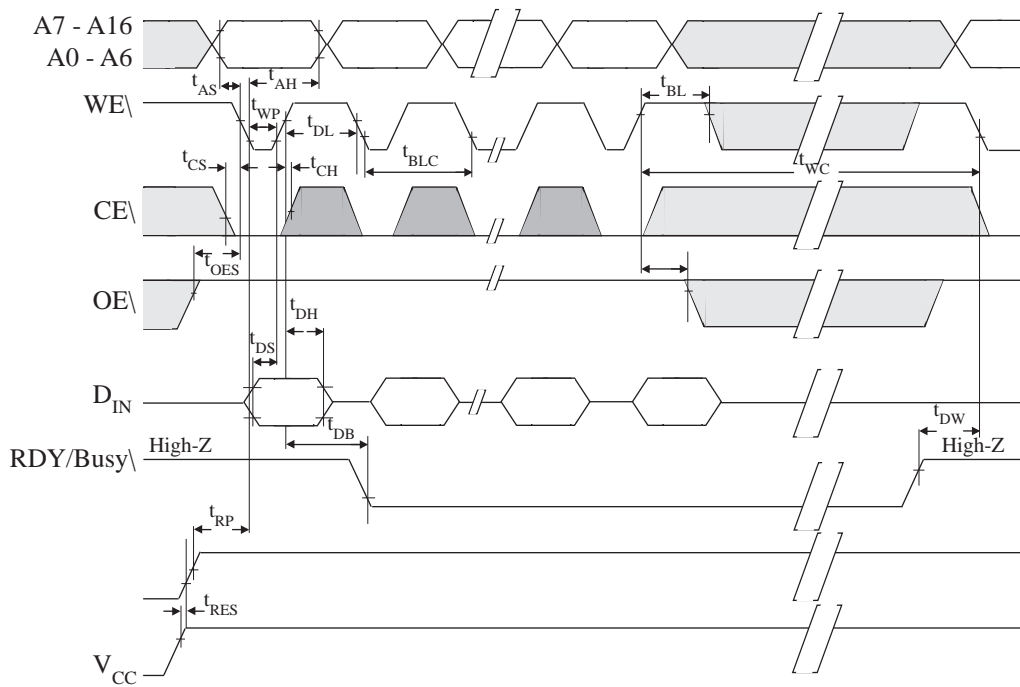 A7 - A16
A0 - A6
tAS
tAH
WE\
tWP
tDL
tBL
tBLC
tCS
tCH
tWC
CE\
tOES
OE\
tDH
tDS
DIN
tDB
tDW
High-Z
High-Z
RDY/Busy\
tRP
tRES
VCC